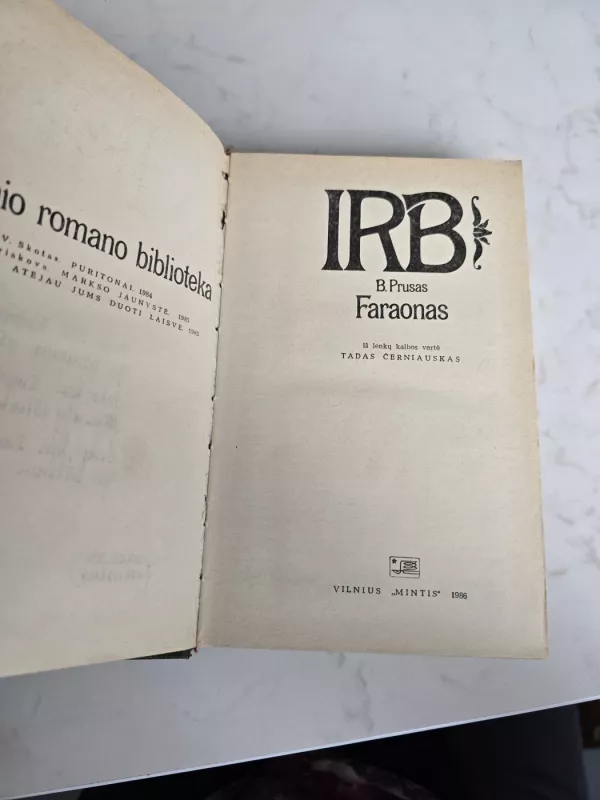 io romano biblioteka
V. Skotas. PURITONAI. 1984
MARKSO JAUNYSTĖ. 1985
ATĖJAU JUMS DUOTI LAISVĘ. 1985
IRB
B. Prusas
Faraonas
Iš lenkų kalbos vertė
TADAS ČERNIAUSKAS
VILNIUS „MINTIS“ 1986